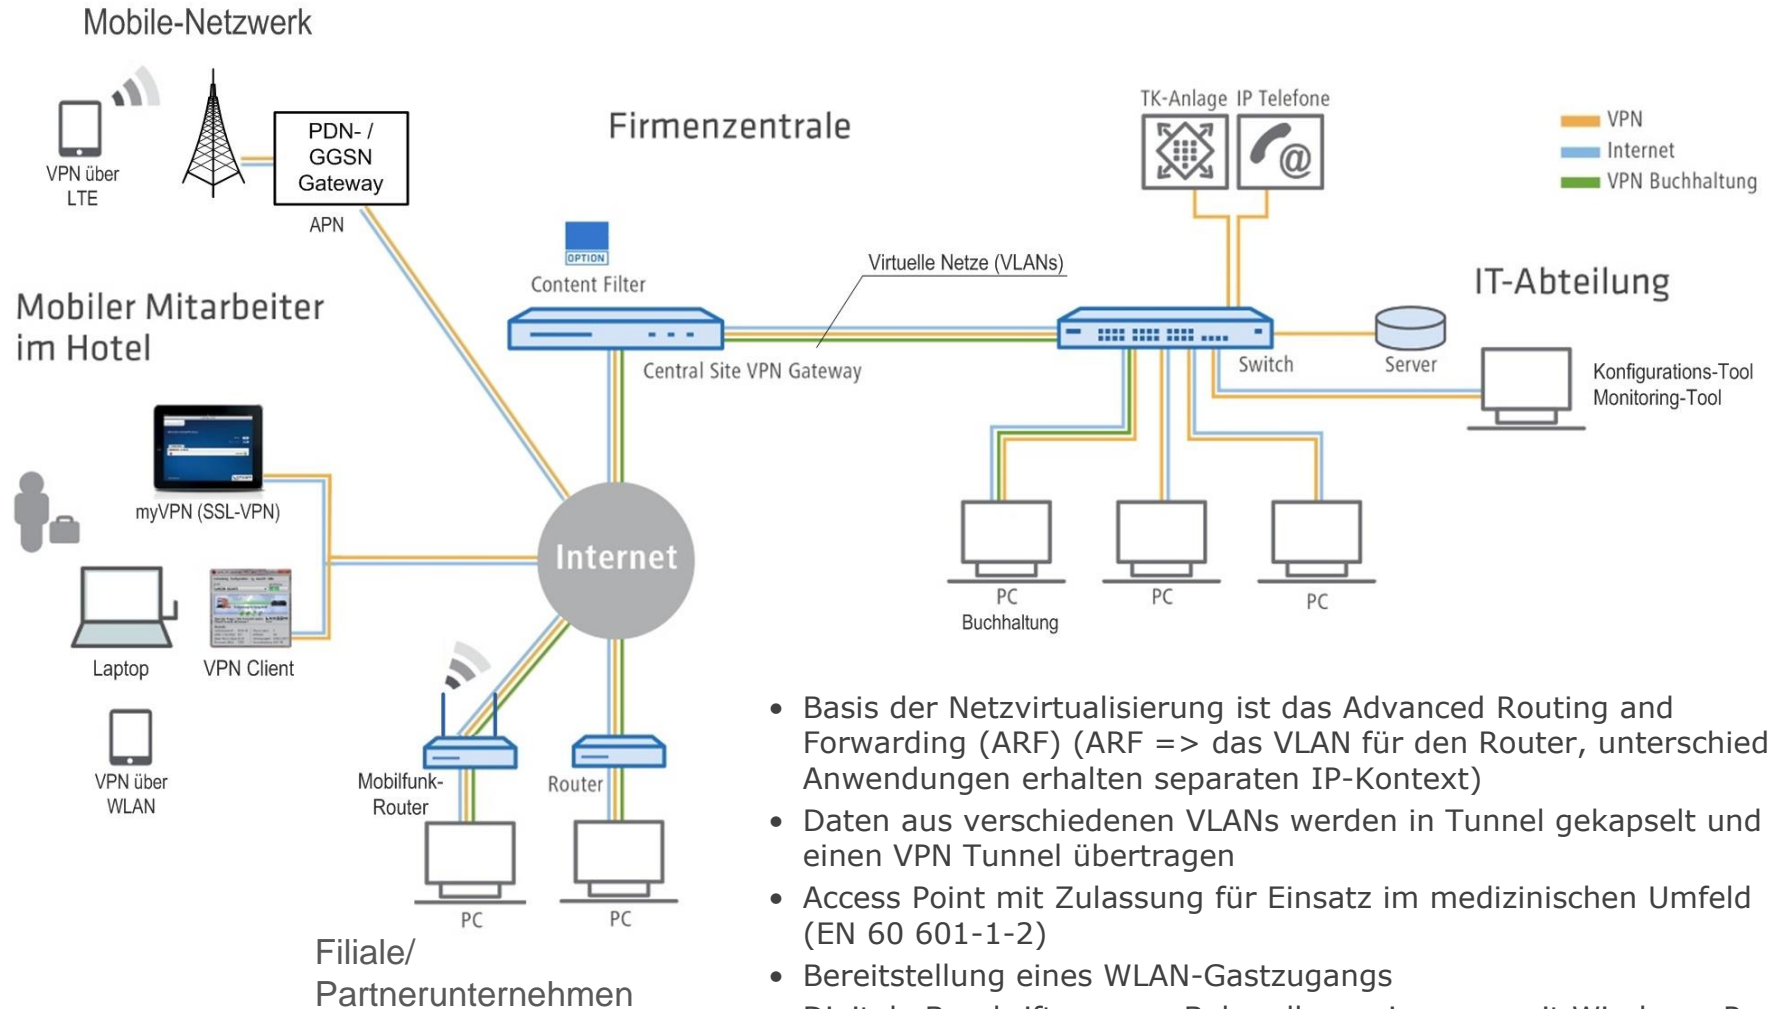 Mobile-Netzwerk
VPN über
LTE
PDN- /
GGSN
Gateway
APN
Firmenzentrale
TK-Anlage
IP Telefone
VPN
Internet
VPN Buchhaltung
OPTION
Content Filter
Virtuelle Netze (VLANs)
IT-Abteilung
Mobiler Mitarbeiter
im Hotel
Central Site VPN Gateway
Switch
Server
Konfigurations-Tool
Monitoring-Tool
myVPN (SSL-VPN)
Internet
PC
Buchhaltung
PC
PC
Laptop
VPN Client
VPN über
WLAN
Mobilfunk-
Router
Router
PC
PC
Filiale/
Partnerunternehmen
• Basis der Netzvirtualisierung ist das Advanced Routing and
Forwarding (ARF) (ARF => das VLAN für den Router, unterschied
Anwendungen erhalten separaten IP-Kontext)
• Daten aus verschiedenen VLANs werden in Tunnel gekapselt und
einen VPN Tunnel übertragen
• Access Point mit Zulassung für Einsatz im medizinischen Umfeld
(EN 60 601-1-2)
• Bereitstellung eines WLAN-Gastzugangs